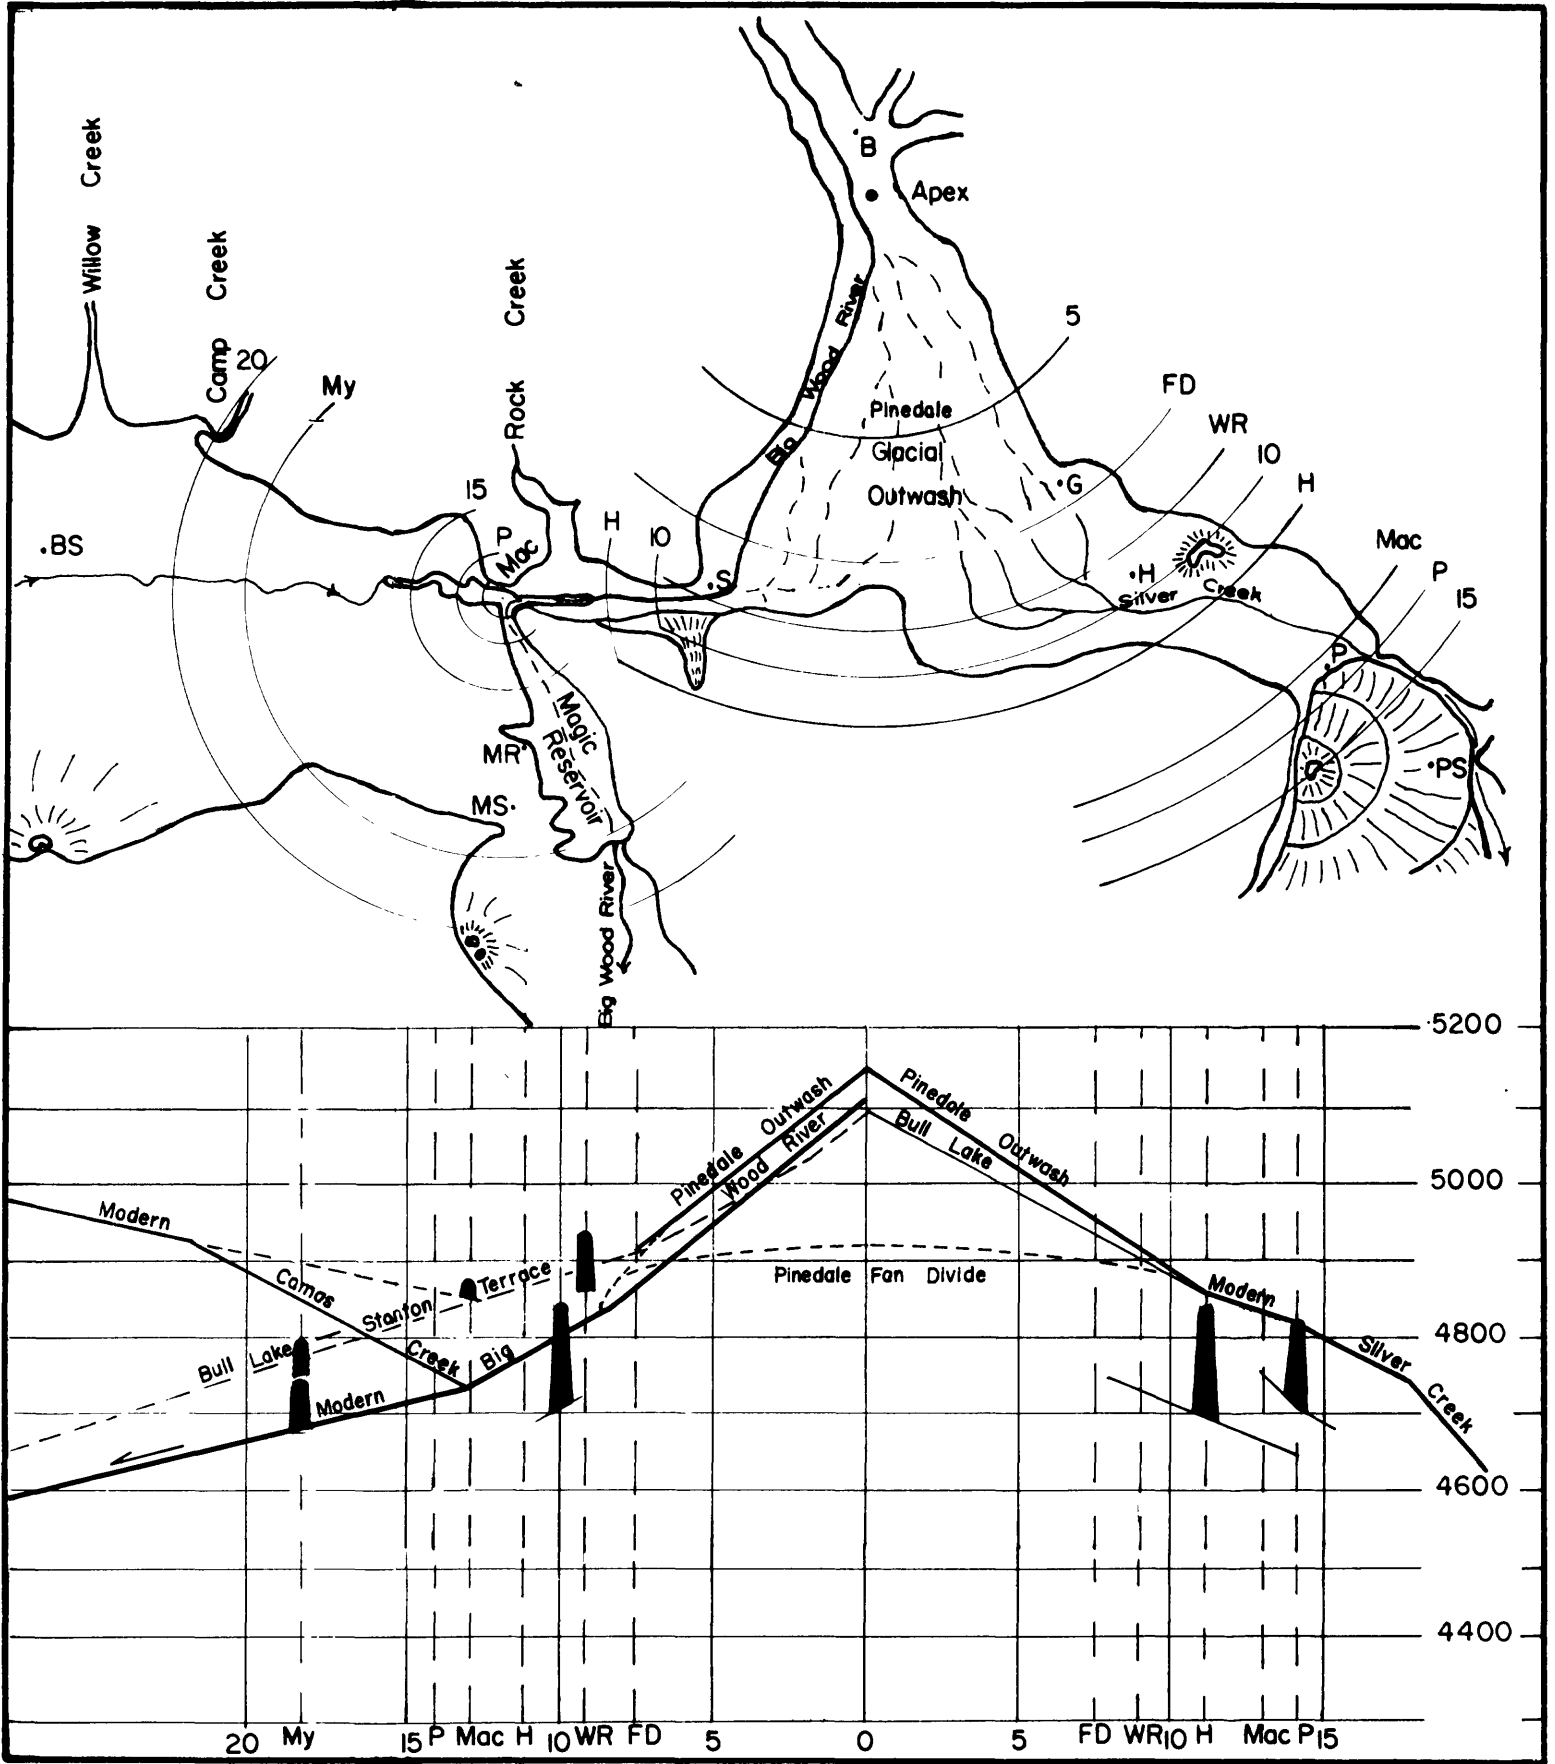 Willow Creek
Camp Creek
20
My
Rock Creek
15
P
Mac
H
10
B
Apex
Big Wood River
5
Pinedale
Glacial
Outwash
G
FD
WR
10
H
Mac
P
15
BS
S
H
Silver Creek
P
PS
Magic
Reservoir
MR
MS
Big Wood River
5200
5000
4800
4600
4400
Pinedale Outwash
Wood River
Pinedale Outwash
Bull Lake
Modern
Camas Creek
Stanton Terrace
Bull Lake
Modern
Big
Pinedale Fan Divide
Modern
Silver Creek
20 My 15 P Mac H 10 WR FD 5 0 5 FD WR 10 H Mac P 15